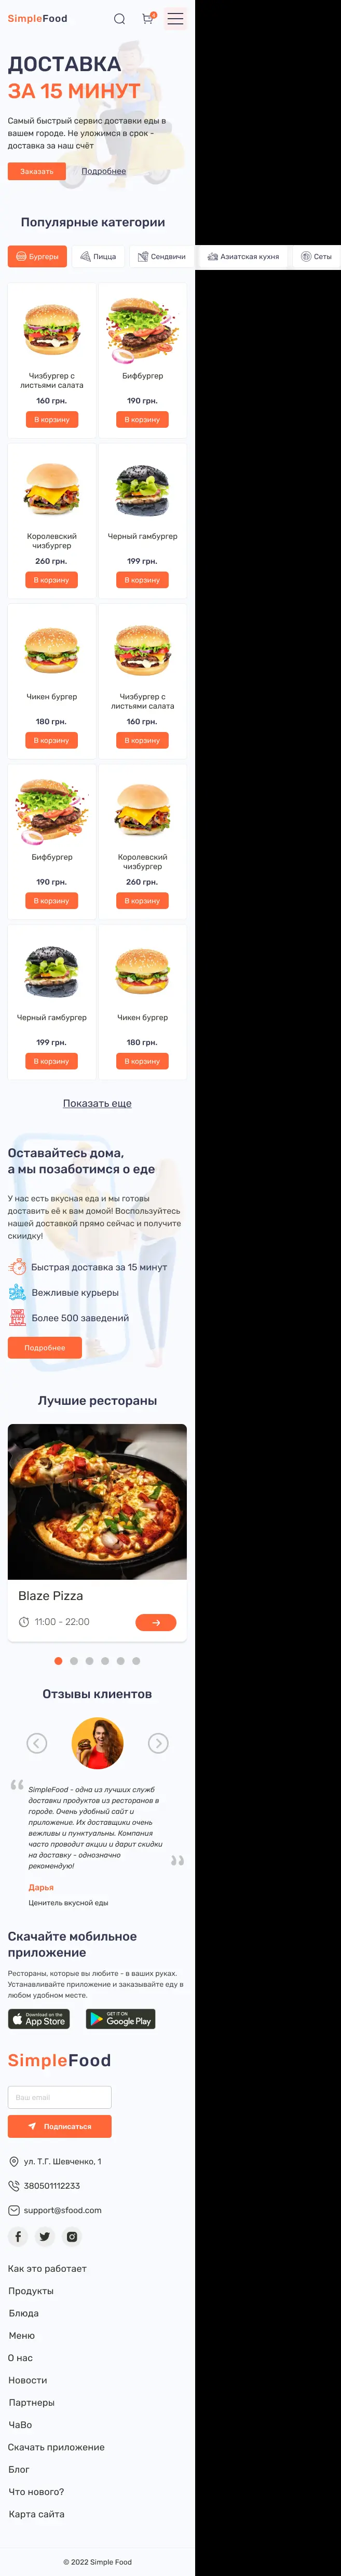 SimpleFood
ДОСТАВКА
ЗА 15 МИНУТ
Самый быстрый сервис доставки еды в
вашем городе. Не уложимся в срок -
доставка за наш счёт
Заказать
Подробнее
Популярные категории
Бургеры
Пицца
Сендвичи
Азиатская кухня
Сеты
Чизбургер с
листьями салата
160 грн.
В корзину
Бифбургер
190 грн.
В корзину
Королевский
чизбургер
260 грн.
В корзину
Черный гамбургер
199 грн.
В корзину
Чикен бургер
180 грн.
В корзину
Чизбургер с
листьями салата
160 грн.
В корзину
Бифбургер
190 грн.
В корзину
Королевский
чизбургер
260 грн.
В корзину
Черный гамбургер
199 грн.
В корзину
Чикен бургер
180 грн.
В корзину
Показать еще
Оставайтесь дома,
а мы позаботимся о еде
У нас есть вкусная еда и мы готовы
доставить её к вам домой! Воспользуйтесь
нашей доставкой прямо сейчас и получите
скиидку!
Быстрая доставка за 15 минут
Вежливые курьеры
Более 500 заведений
Подробнее
Лучшие рестораны
Blaze Pizza
11:00 - 22:00
Отзывы клиентов
“
SimpleFood - одна из лучших служб
доставки продуктов из ресторанов в
городе. Очень удобный сайт и
приложение. Их доставщики очень
вежливы и пунктуальны. Компания
часто проводит акции и дарит скидки
на доставку - однозначно
рекомендую!
”
Дарья
Ценитель вкусной еды
Скачайте мобильное
приложение
Рестораны, которые вы любите - в ваших руках.
Устанавливайте приложение и заказывайте еду в
любом удобном месте.
Download on the
App Store
GET IT ON
Google Play
SimpleFood
Ваш email
Подписаться
ул. Т.Г. Шевченко, 1
380501112233
support@sfood.com
Как это работает
Продукты
Блюда
Меню
О нас
Новости
Партнеры
ЧаВо
Скачать приложение
Блог
Что нового?
Карта сайта
© 2022 Simple Food